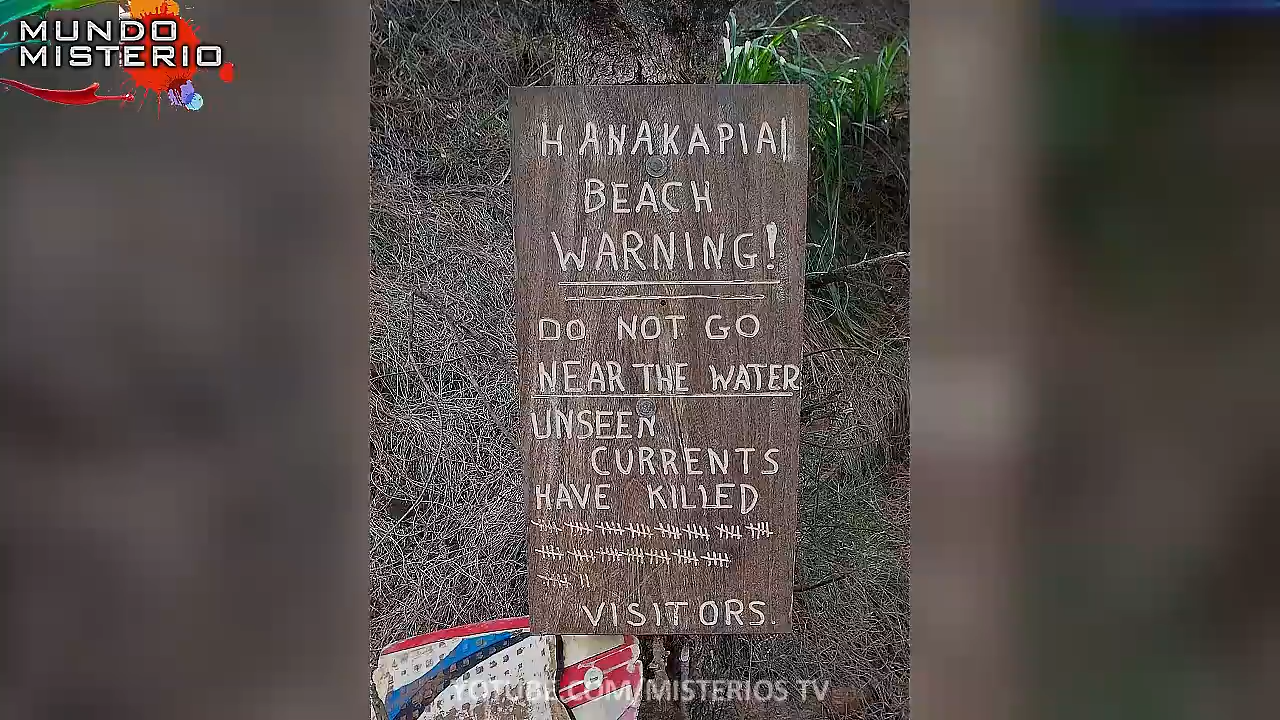 MUNDO
MISTERIO
HANAKAPIAI
BEACH
WARNING!
DO NOT GO
NEAR THE WATER
UNSEEN
CURRENTS
HAVE KILLED
VISITORS.
YOTUBE.COM/MISTERIOS TV